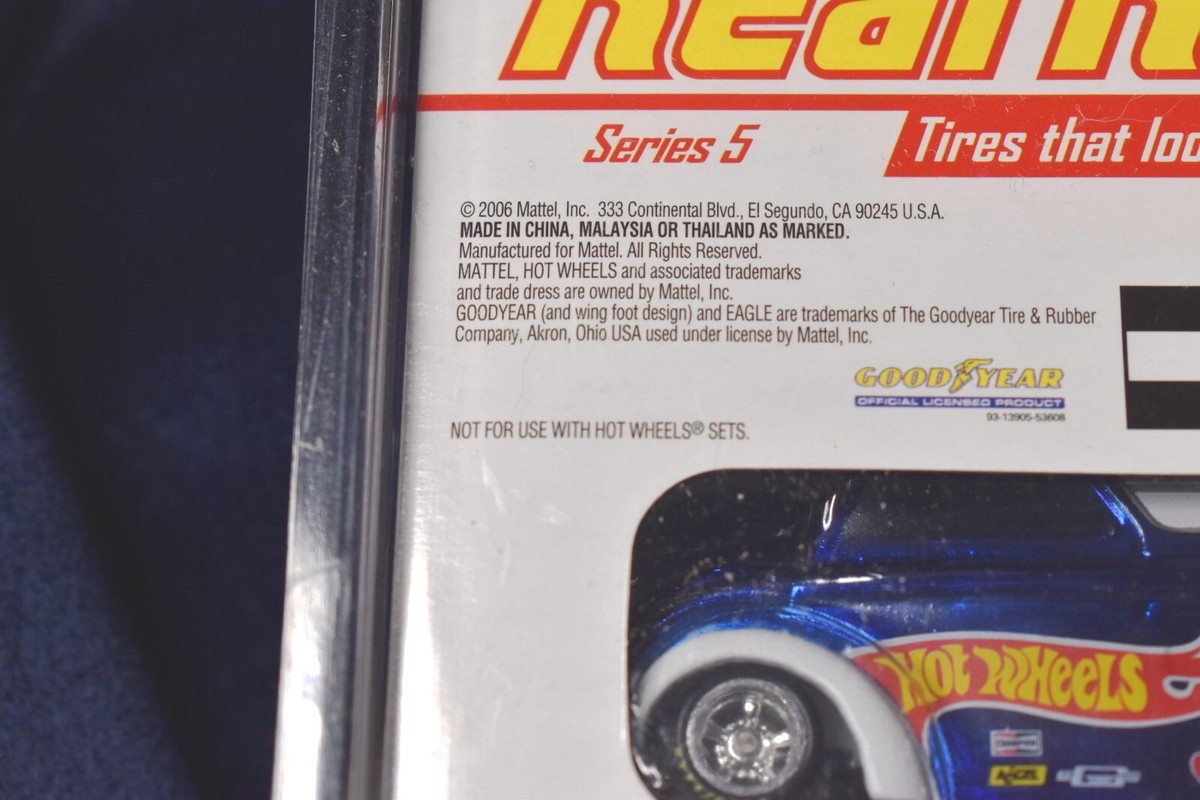 Real
Series 5
Tires that
© 2006 Mattel, Inc. 333 Continental Blvd., El Segundo, CA 90245 U.S.A.
MADE IN CHINA, MALAYSIA OR THAILAND AS MARKED.
Manufactured for Mattel. All Rights Reserved.
MATTEL, HOT WHEELS and associated trademarks
and trade dress are owned by Mattel, Inc.
GOODYEAR (and wing foot design) and EAGLE are trademarks of The Goodyear Tire & Rubber
Company, Akron, Ohio USA used under license by Mattel, Inc.
GOODYEAR
OFFICIAL LICENSED PRODUCT
93-13905-53608
NOT FOR USE WITH HOT WHEELS® SETS.
HOT WHEELS
CHAMPION
ACCEL